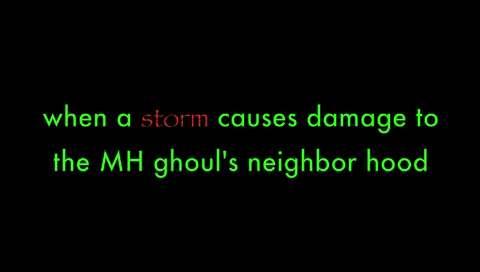 when a storm causes damage to
the MH ghoul's neighbor hood